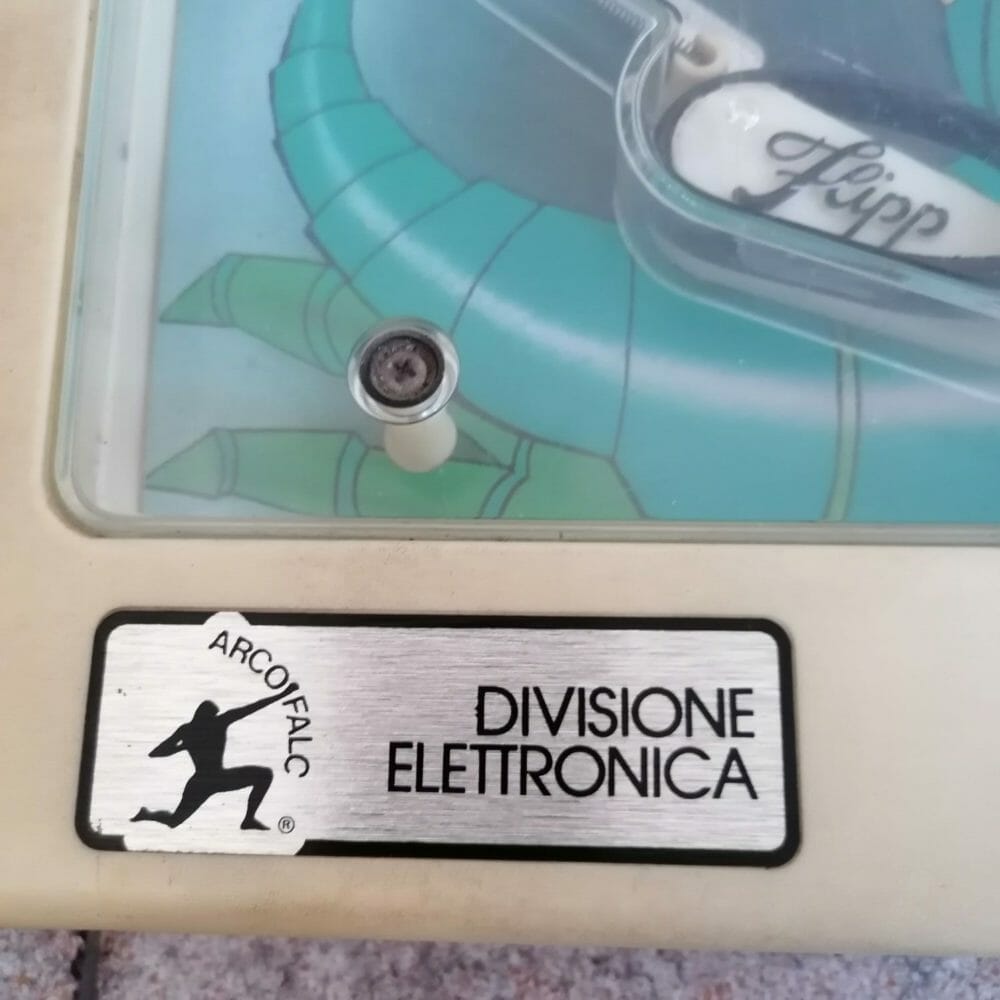 Flipp
ARCOFALC
®
DIVISIONE
ELETTRONICA